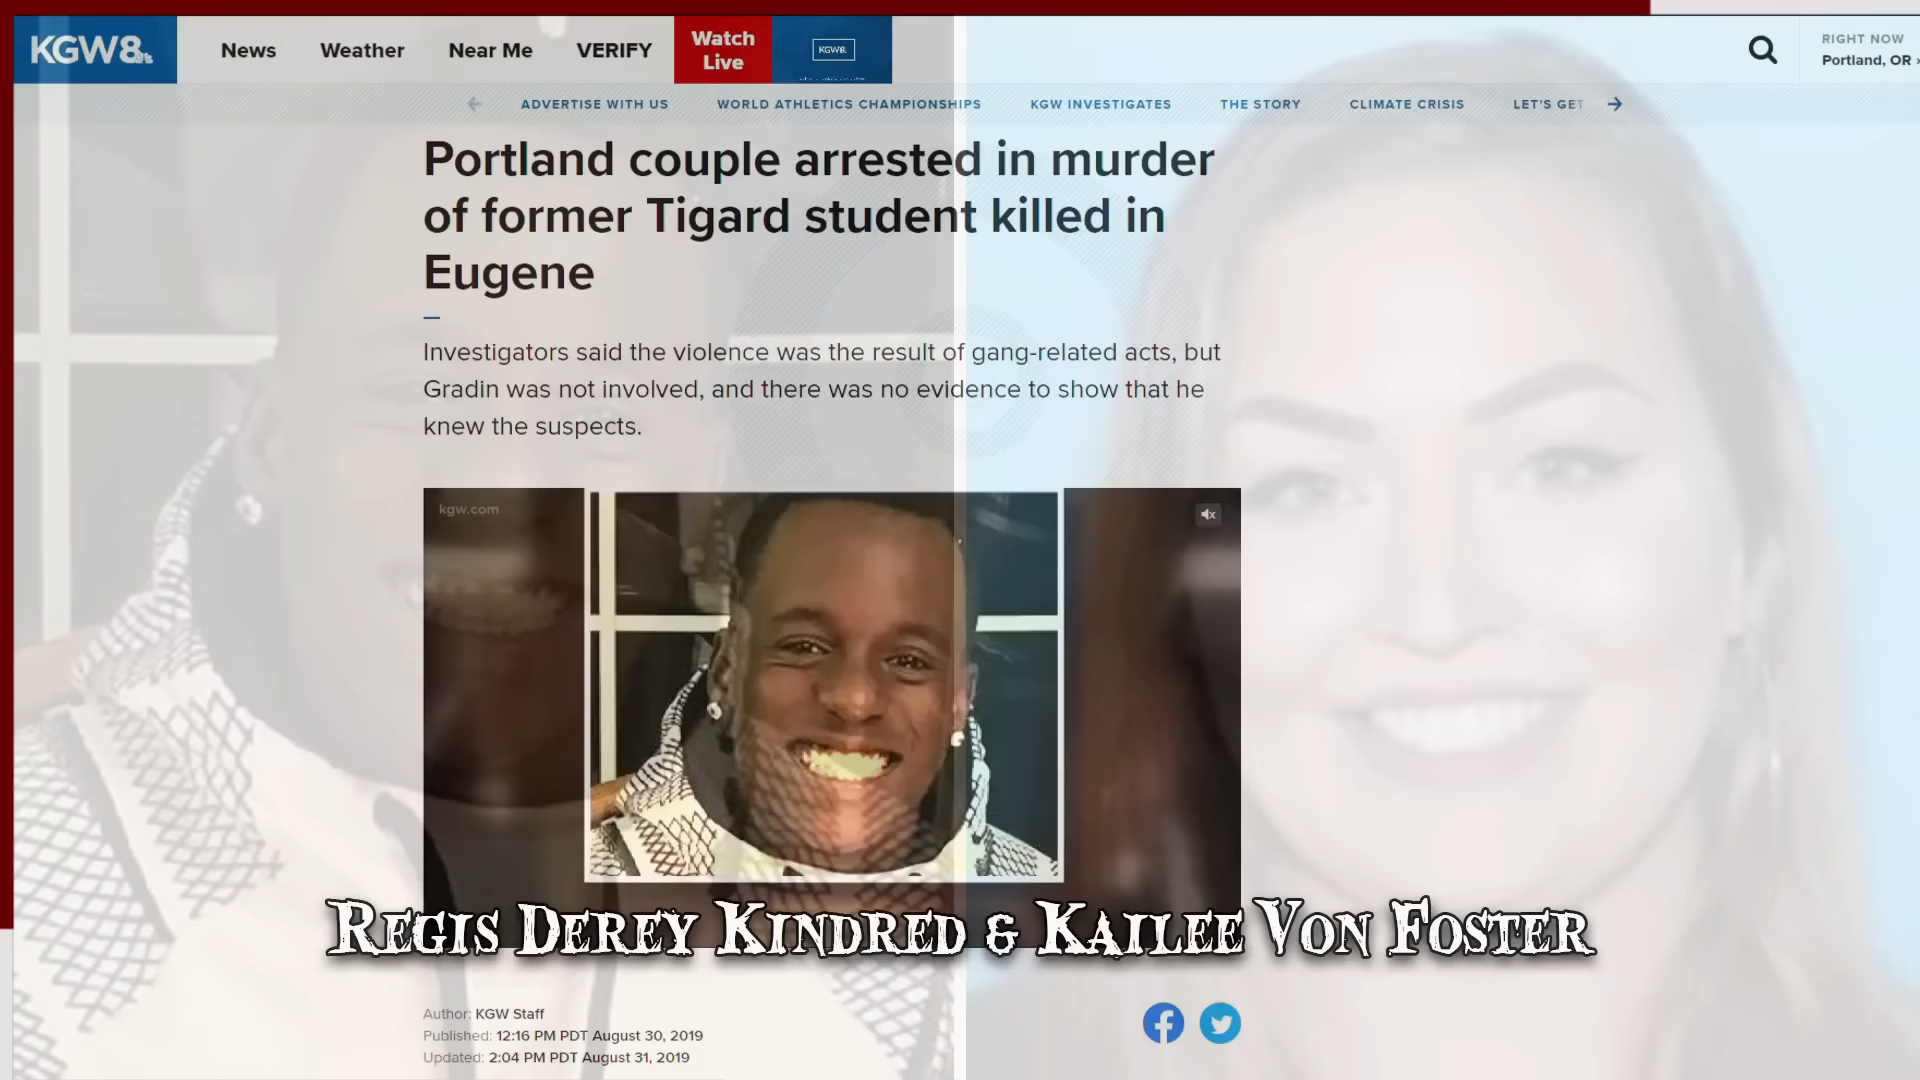 KGW8
News
Weather
Near Me
VERIFY
Watch
Live
KGW8
RIGHT NOW
Portland, OR ›
ADVERTISE WITH US
WORLD ATHLETICS CHAMPIONSHIPS
KGW INVESTIGATES
THE STORY
CLIMATE CRISIS
LET'S GET
Portland couple arrested in murder
of former Tigard student killed in
Eugene
Investigators said the violence was the result of gang-related acts, but
Gradin was not involved, and there was no evidence to show that he
knew the suspects.
kgw.com
REGIS DEREY KINDRED & KAILEE VON FOSTER
Author: KGW Staff
Published: 12:16 PM PDT August 30, 2019
Updated: 2:04 PM PDT August 31, 2019